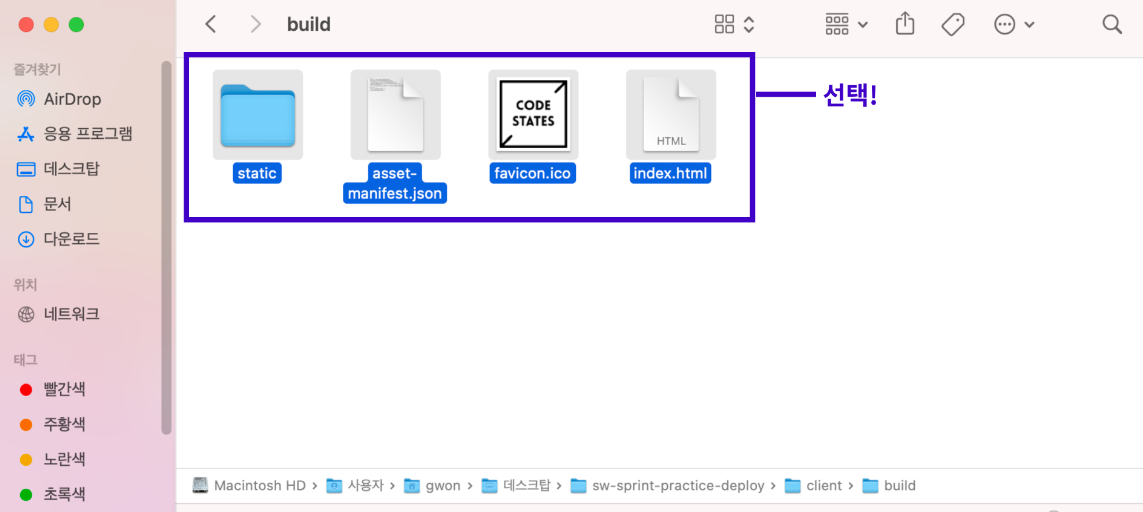 build
즐겨찾기
AirDrop
응용 프로그램
데스크탑
문서
다운로드
위치
네트워크
태그
빨간색
주황색
노란색
초록색
CODE
STATES
HTML
static
asset-
manifest.json
favicon.ico
index.html
선택!
Macintosh HD › 사용자 › gwon › 데스크탑 › sw-sprint-practice-deploy › client › build